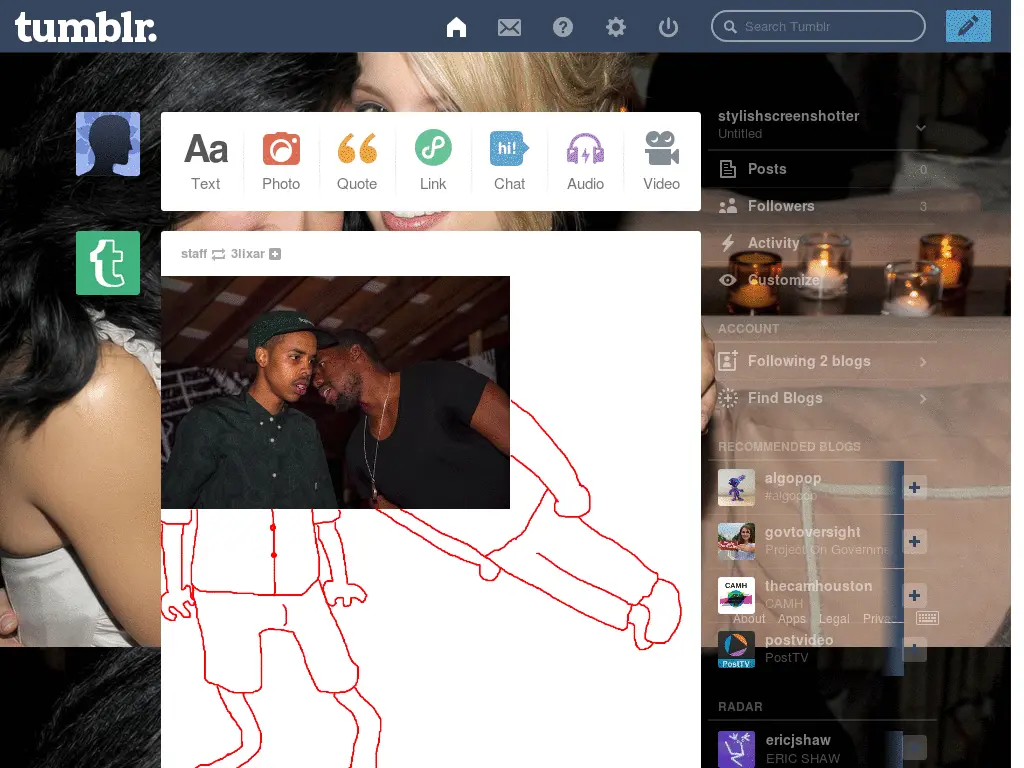 tumblr.
Search Tumblr
Aa
hi!
Text
Photo
Quote
Link
Chat
Audio
Video
staff 3lixar
stylishscreenshotter
Untitled
Posts 0
Followers 3
Activity
Customize
ACCOUNT
Following 2 blogs
Find Blogs
RECOMMENDED BLOGS
algopop
#algopop
govtoversight
Project On Governme
CAMH
thecamhouston
CAMH
About Apps Legal Priva
postvideo
PostTV
PostTV
RADAR
ericjshaw
ERIC SHAW